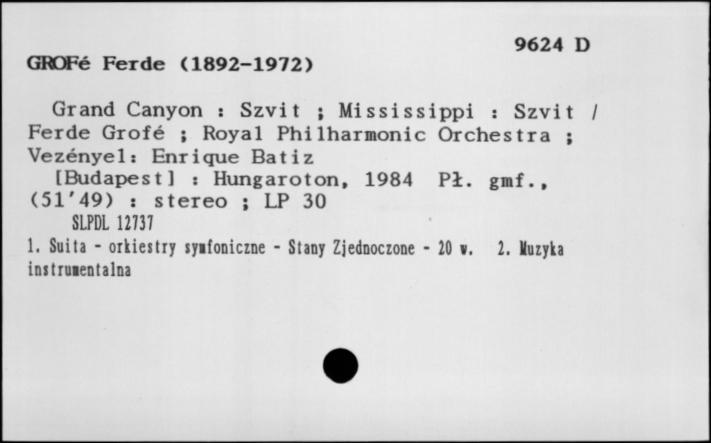 9624 D
GROFé Ferde (1892-1972)
Grand Canyon : Szvit ; Mississippi : Szvit /
Ferde Grofé ; Royal Philharmonic Orchestra ;
Vezényel: Enrique Batiz
[Budapest] : Hungaroton, 1984 Pł. gmf.,
(51'49) : stereo ; LP 30
SLPDL 12737
1. Suita - orkiestry symfoniczne - Stany Zjednoczone - 20 w. 2. Muzyka
instrumentalna